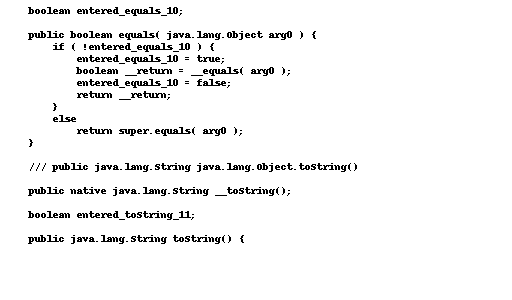 boolean entered_equals_10;
public boolean equals( java.lang.Object arg0 ) {
if ( !entered_equals_10 ) {
entered_equals_10 = true;
boolean __return = __equals( arg0 );
entered_equals_10 = false;
return __return;
}
else
return super.equals( arg0 );
}
/// public java.lang.String java.lang.Object.toString()
public native java.lang.String __toString();
boolean entered_toString_11;
public java.lang.String toString() {